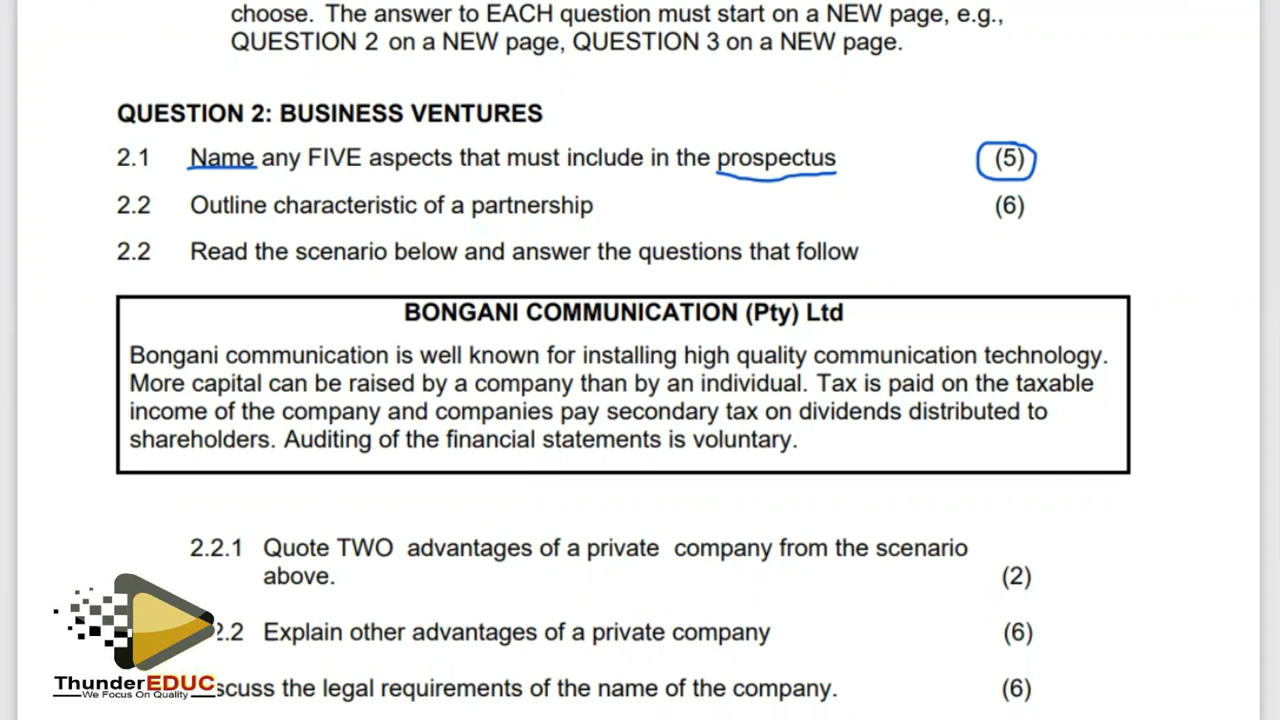 choose. The answer to EACH question must start on a NEW page, e.g.,
QUESTION 2 on a NEW page, QUESTION 3 on a NEW page.
QUESTION 2: BUSINESS VENTURES
2.1 Name any FIVE aspects that must include in the prospectus (5)
2.2 Outline characteristic of a partnership (6)
2.2 Read the scenario below and answer the questions that follow
BONGANI COMMUNICATION (Pty) Ltd
Bongani communication is well known for installing high quality communication technology.
More capital can be raised by a company than by an individual. Tax is paid on the taxable
income of the company and companies pay secondary tax on dividends distributed to
shareholders. Auditing of the financial statements is voluntary.
2.2.1 Quote TWO advantages of a private company from the scenario
above. (2)
2.2 Explain other advantages of a private company (6)
scuss the legal requirements of the name of the company. (6)
ThunderEDUC
We Focus On Quality